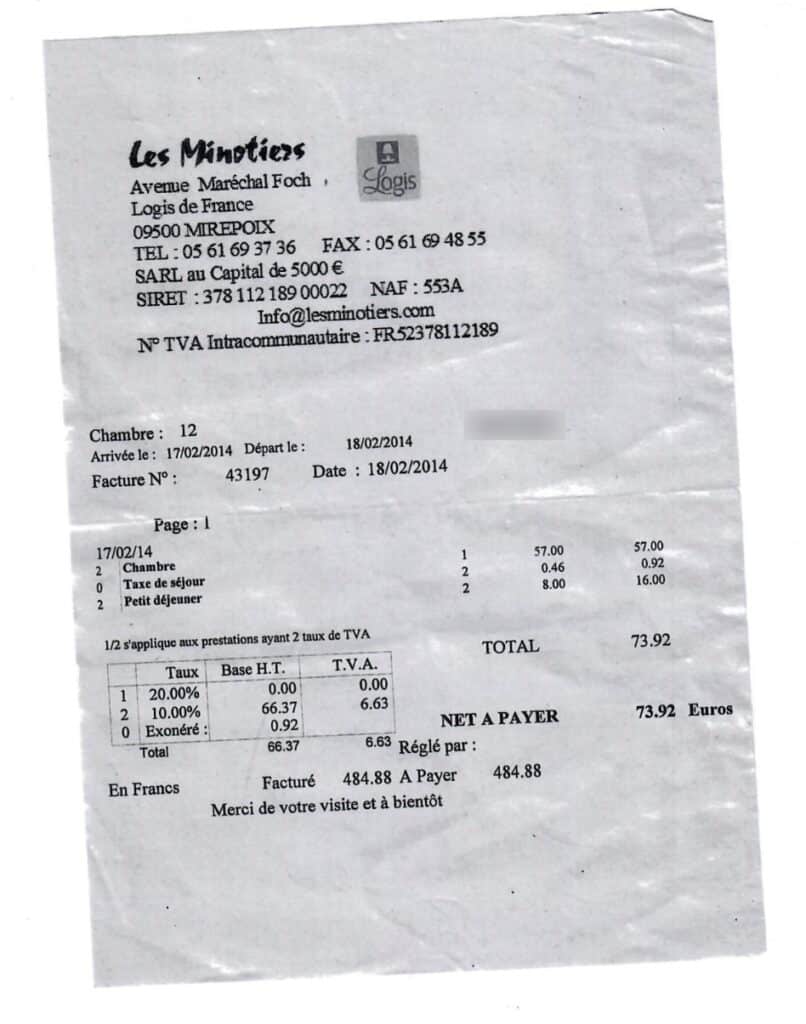 Les Minotiers
Logis
Avenue Maréchal Foch
Logis de France
09500 MIREPOIX
TEL : 05 61 69 37 36 FAX : 05 61 69 48 55
SARL au Capital de 5000 €
SIRET : 378 112 189 00022 NAF : 553A
Info@lesminotiers.com
N° TVA Intracommunautaire : FR52378112189
Chambre : 12
Arrivée le : 17/02/2014 Départ le : 18/02/2014
Facture N° : 43197 Date : 18/02/2014
Page : 1
17/02/14
2 Chambre 1 57.00 57.00
0 Taxe de séjour 2 0.46 0.92
2 Petit déjeuner 2 8.00 16.00
1/2 s'applique aux prestations ayant 2 taux de TVA
TOTAL 73.92
Taux Base H.T. T.V.A.
1 20.00% 0.00 0.00
2 10.00% 66.37 6.63
0 Exonéré : 0.92
Total 66.37 6.63
NET A PAYER 73.92 Euros
Réglé par :
En Francs Facturé 484.88 A Payer 484.88
Merci de votre visite et à bientôt